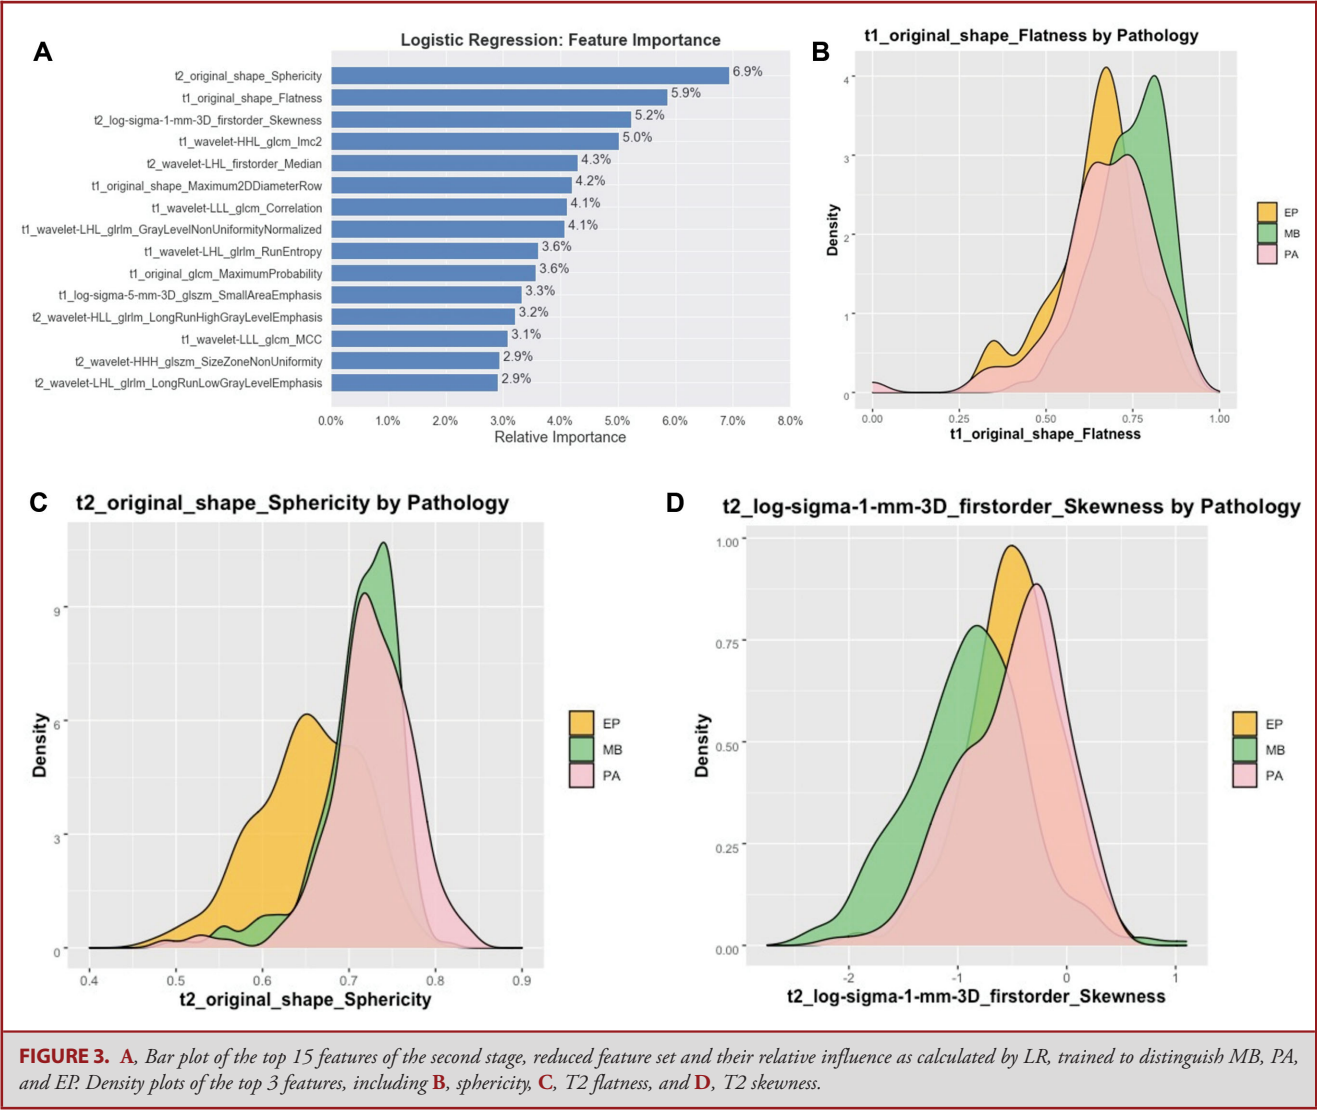 A
Logistic Regression: Feature Importance
t2_original_shape_Sphericity 6.9%
t1_original_shape_Flatness 5.9%
t2_log-sigma-1-mm-3D_firstorder_Skewness 5.2%
t1_wavelet-HHL_glcm_Imc2 5.0%
t2_wavelet-LHL_firstorder_Median 4.3%
t1_original_shape_Maximum2DDiameterRow 4.2%
t1_wavelet-LLL_glcm_Correlation 4.1%
t1_wavelet-LHL_glrlm_GrayLevelNonUniformityNormalized 4.1%
t1_wavelet-LHL_glrlm_RunEntropy 3.6%
t1_original_glcm_MaximumProbability 3.6%
t1_log-sigma-5-mm-3D_glszm_SmallAreaEmphasis 3.3%
t2_wavelet-HLL_glrlm_LongRunHighGrayLevelEmphasis 3.2%
t1_wavelet-LLL_glcm_MCC 3.1%
t2_wavelet-HHH_glszm_SizeZoneNonUniformity 2.9%
t2_wavelet-LHL_glrlm_LongRunLowGrayLevelEmphasis 2.9%
0.0% 1.0% 2.0% 3.0% 4.0% 5.0% 6.0% 7.0% 8.0%
Relative Importance
B
t1_original_shape_Flatness by Pathology
4
3
2
1
0
Density
0.00 0.25 0.50 0.75 1.00
t1_original_shape_Flatness
EP
MB
PA
C
t2_original_shape_Sphericity by Pathology
9
6
3
0
Density
0.4 0.5 0.6 0.7 0.8 0.9
t2_original_shape_Sphericity
EP
MB
PA
D
t2_log-sigma-1-mm-3D_firstorder_Skewness by Pathology
1.00
0.75
0.50
0.25
0.00
Density
-2 -1 0 1
t2_log-sigma-1-mm-3D_firstorder_Skewness
EP
MB
PA
FIGURE 3. A, Bar plot of the top 15 features of the second stage, reduced feature set and their relative influence as calculated by LR, trained to distinguish MB, PA,
and EP. Density plots of the top 3 features, including B, sphericity, C, T2 flatness, and D, T2 skewness.